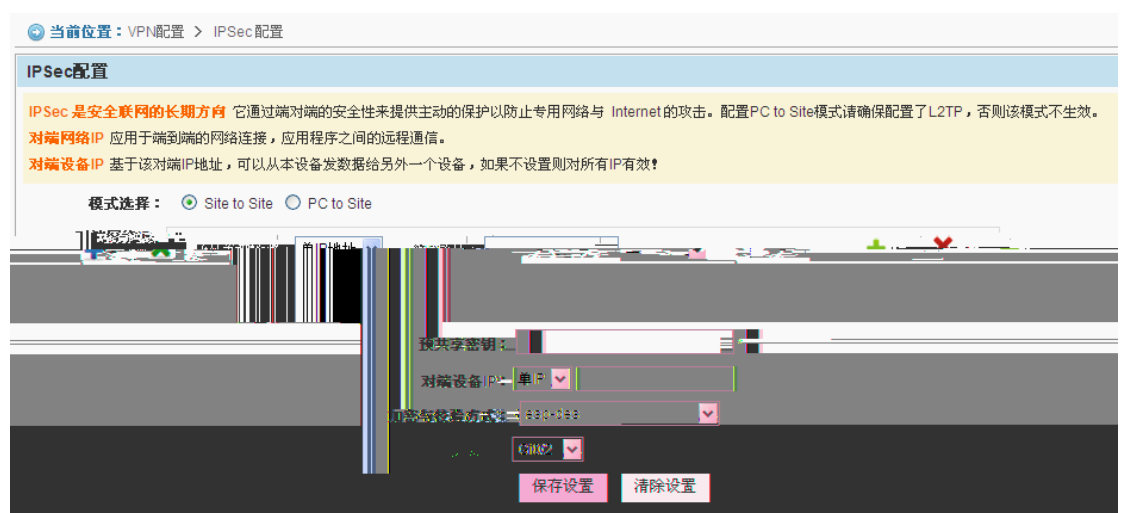 当前位置：VPN配置 > IPSec配置
IPSec配置
IPSec 是安全联网的长期方向 它通过端对端的安全性来提供主动的保护以防止专用网络与 Internet的攻击。配置PC to Site模式请确保配置了L2TP，否则该模式不生效。
对端网络IP 应用于端到端的网络连接，应用程序之间的远程通信。
对端设备IP 基于该对端IP地址，可以从本设备发数据给另外一个设备，如果不设置则对所有IP有效!
模式选择： Site to Site PC to Site
单IP地址
预共享密钥：
对端设备IP： 单IP
保存设置 清除设置